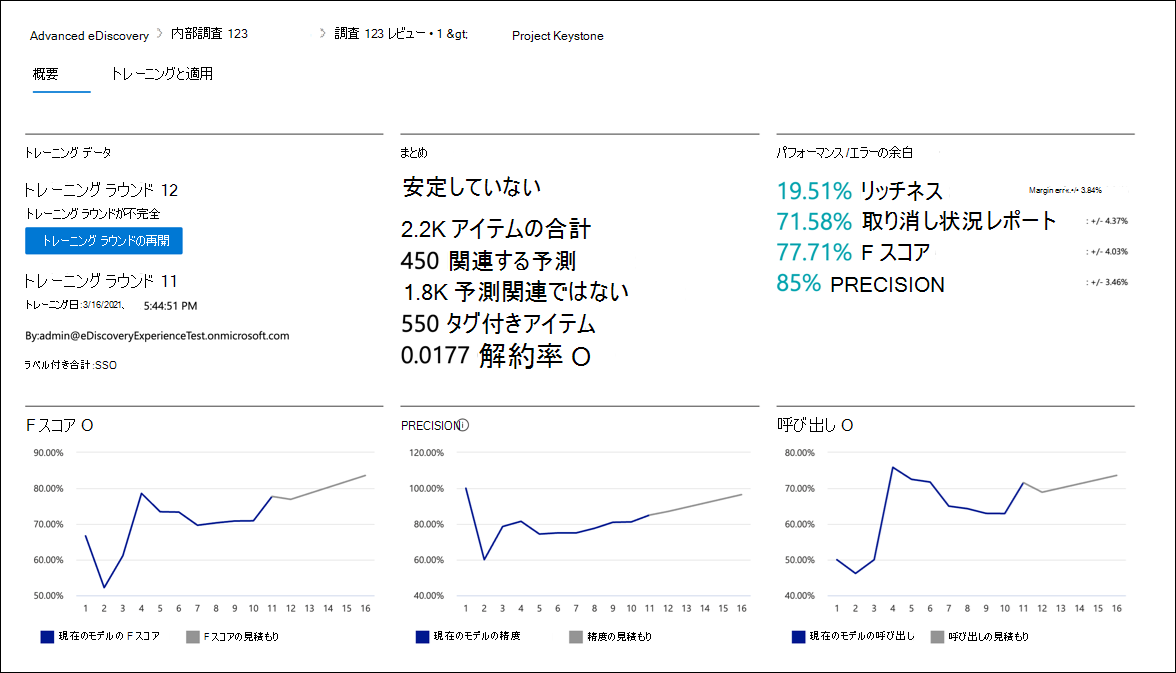 Advanced eDiscovery > 内部調査 123 > 調査 123 レビュー • 1 &gt; Project Keystone
概要 トレーニングと適用
トレーニング データ
トレーニング ラウンド 12
トレーニング ラウンドが不完全
トレーニング ラウンドの再開
トレーニング ラウンド 11
トレーニング日:3/16/2021、 5:44:51 PM
By:admin@eDiscoveryExperienceTest.onmicrosoft.com
ラベル付き合計:SSO
まとめ
安定していない
2.2K アイテムの合計
450 関連する予測
1.8K 予測関連ではない
550 タグ付きアイテム
0.0177 解約率 O
パフォーマンス/エラーの余白
19.51% リッチネス Margin +/- 3.84%
71.58% 取り消し状況レポート : +/- 4.37%
77.71% F スコア : +/- 4.03%
85% PRECISION : +/- 3.46%
F スコア O
90.00%
80.00%
70.00%
60.00%
50.00%
1 2 3 4 5 6 7 8 9 10 11 12 13 14 15 16
現在のモデルの F スコア F スコアの見積もり
PRECISION
120.00%
100.00%
80.00%
60.00%
40.00%
1 2 3 4 5 6 7 8 9 10 11 12 13 14 15 16
現在のモデルの精度 精度の見積もり
呼び出し O
80.00%
70.00%
60.00%
50.00%
40.00%
1 2 3 4 5 6 7 8 9 10 11 12 13 14 15 16
現在のモデルの呼び出し 呼び出しの見積もり